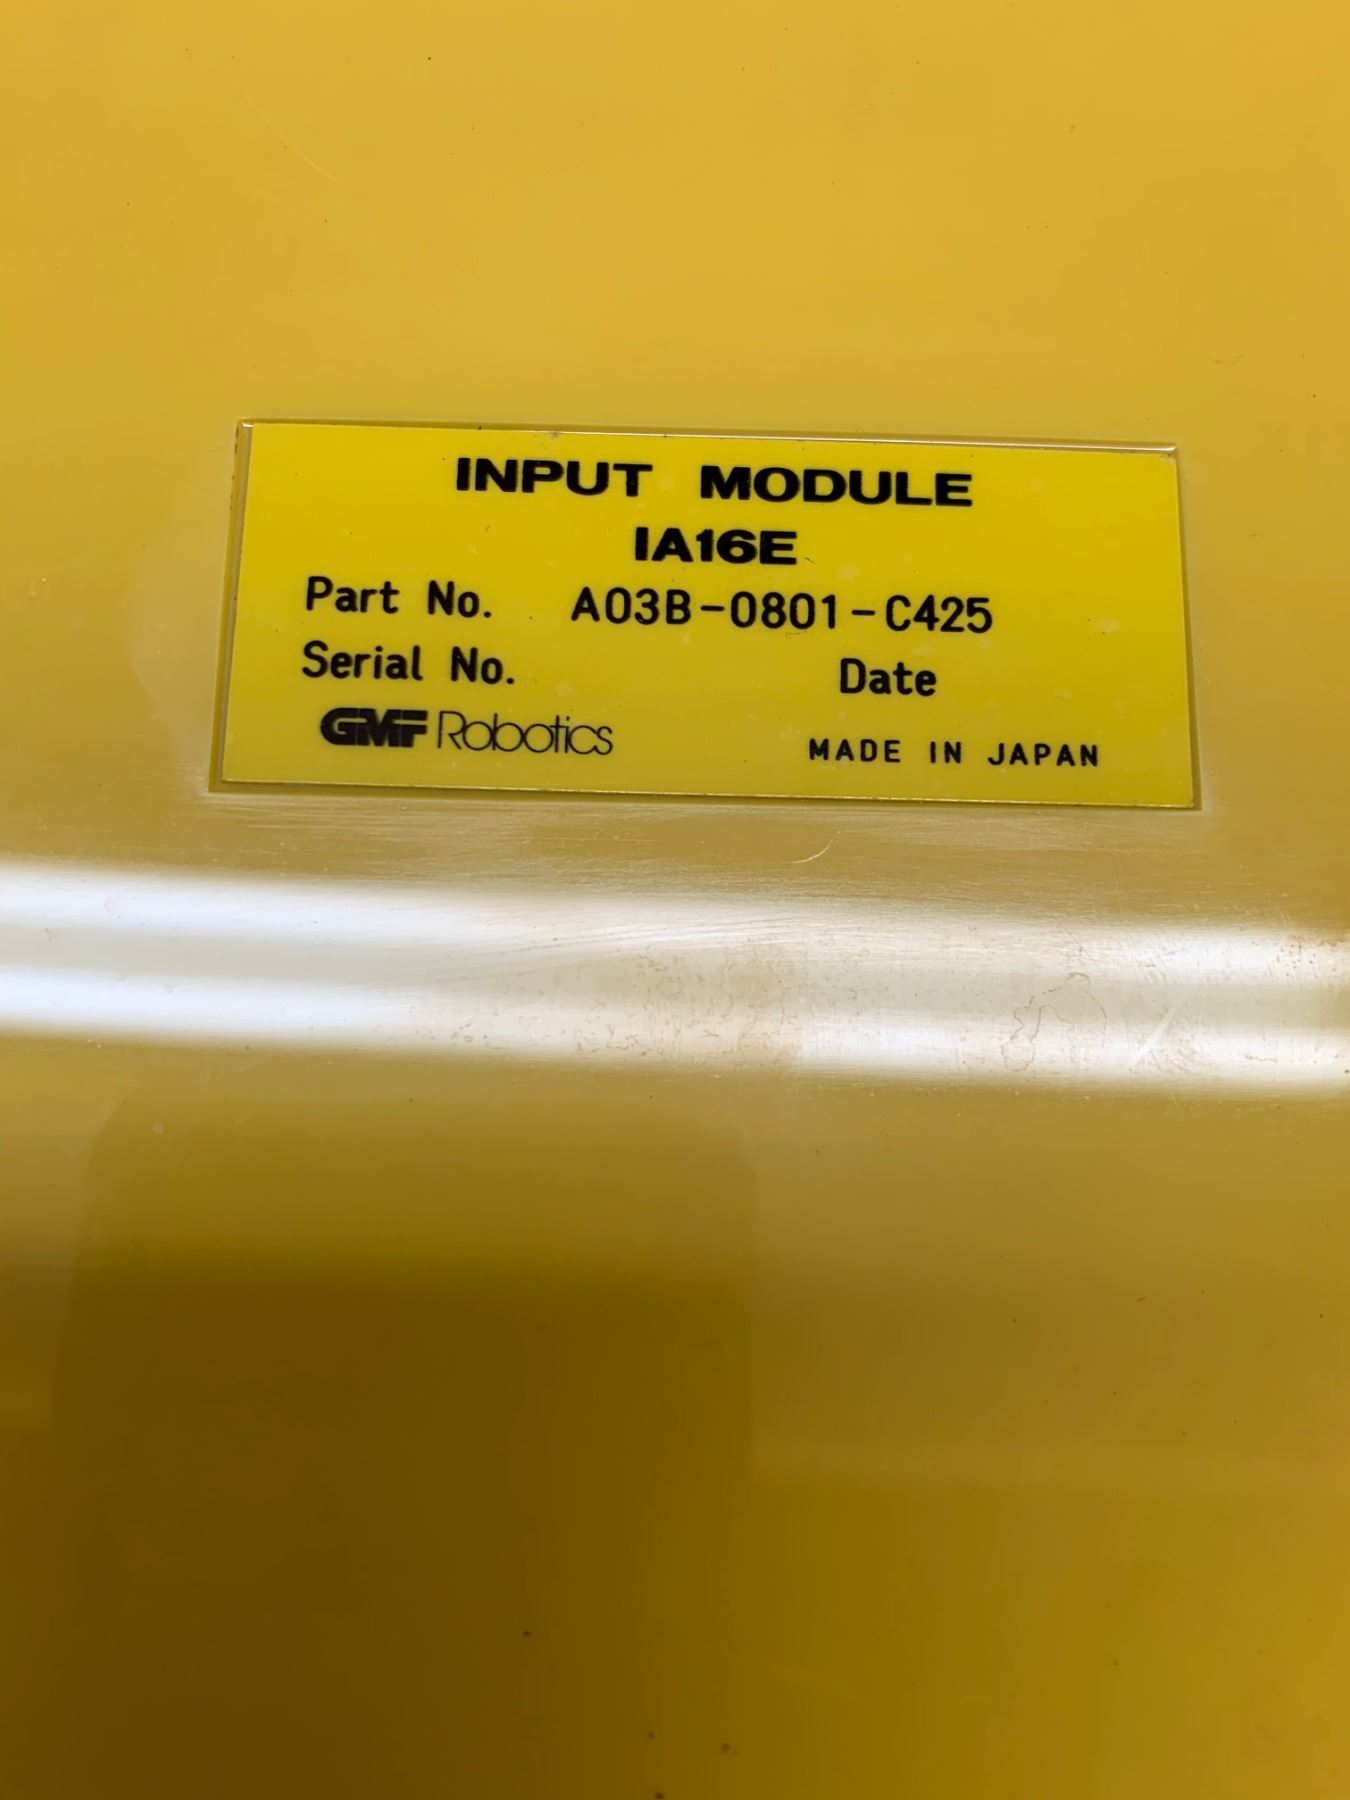 INPUT MODULE
IA16E
Part No. A03B-0801-C425
Serial No. Date
GMF Robotics MADE IN JAPAN